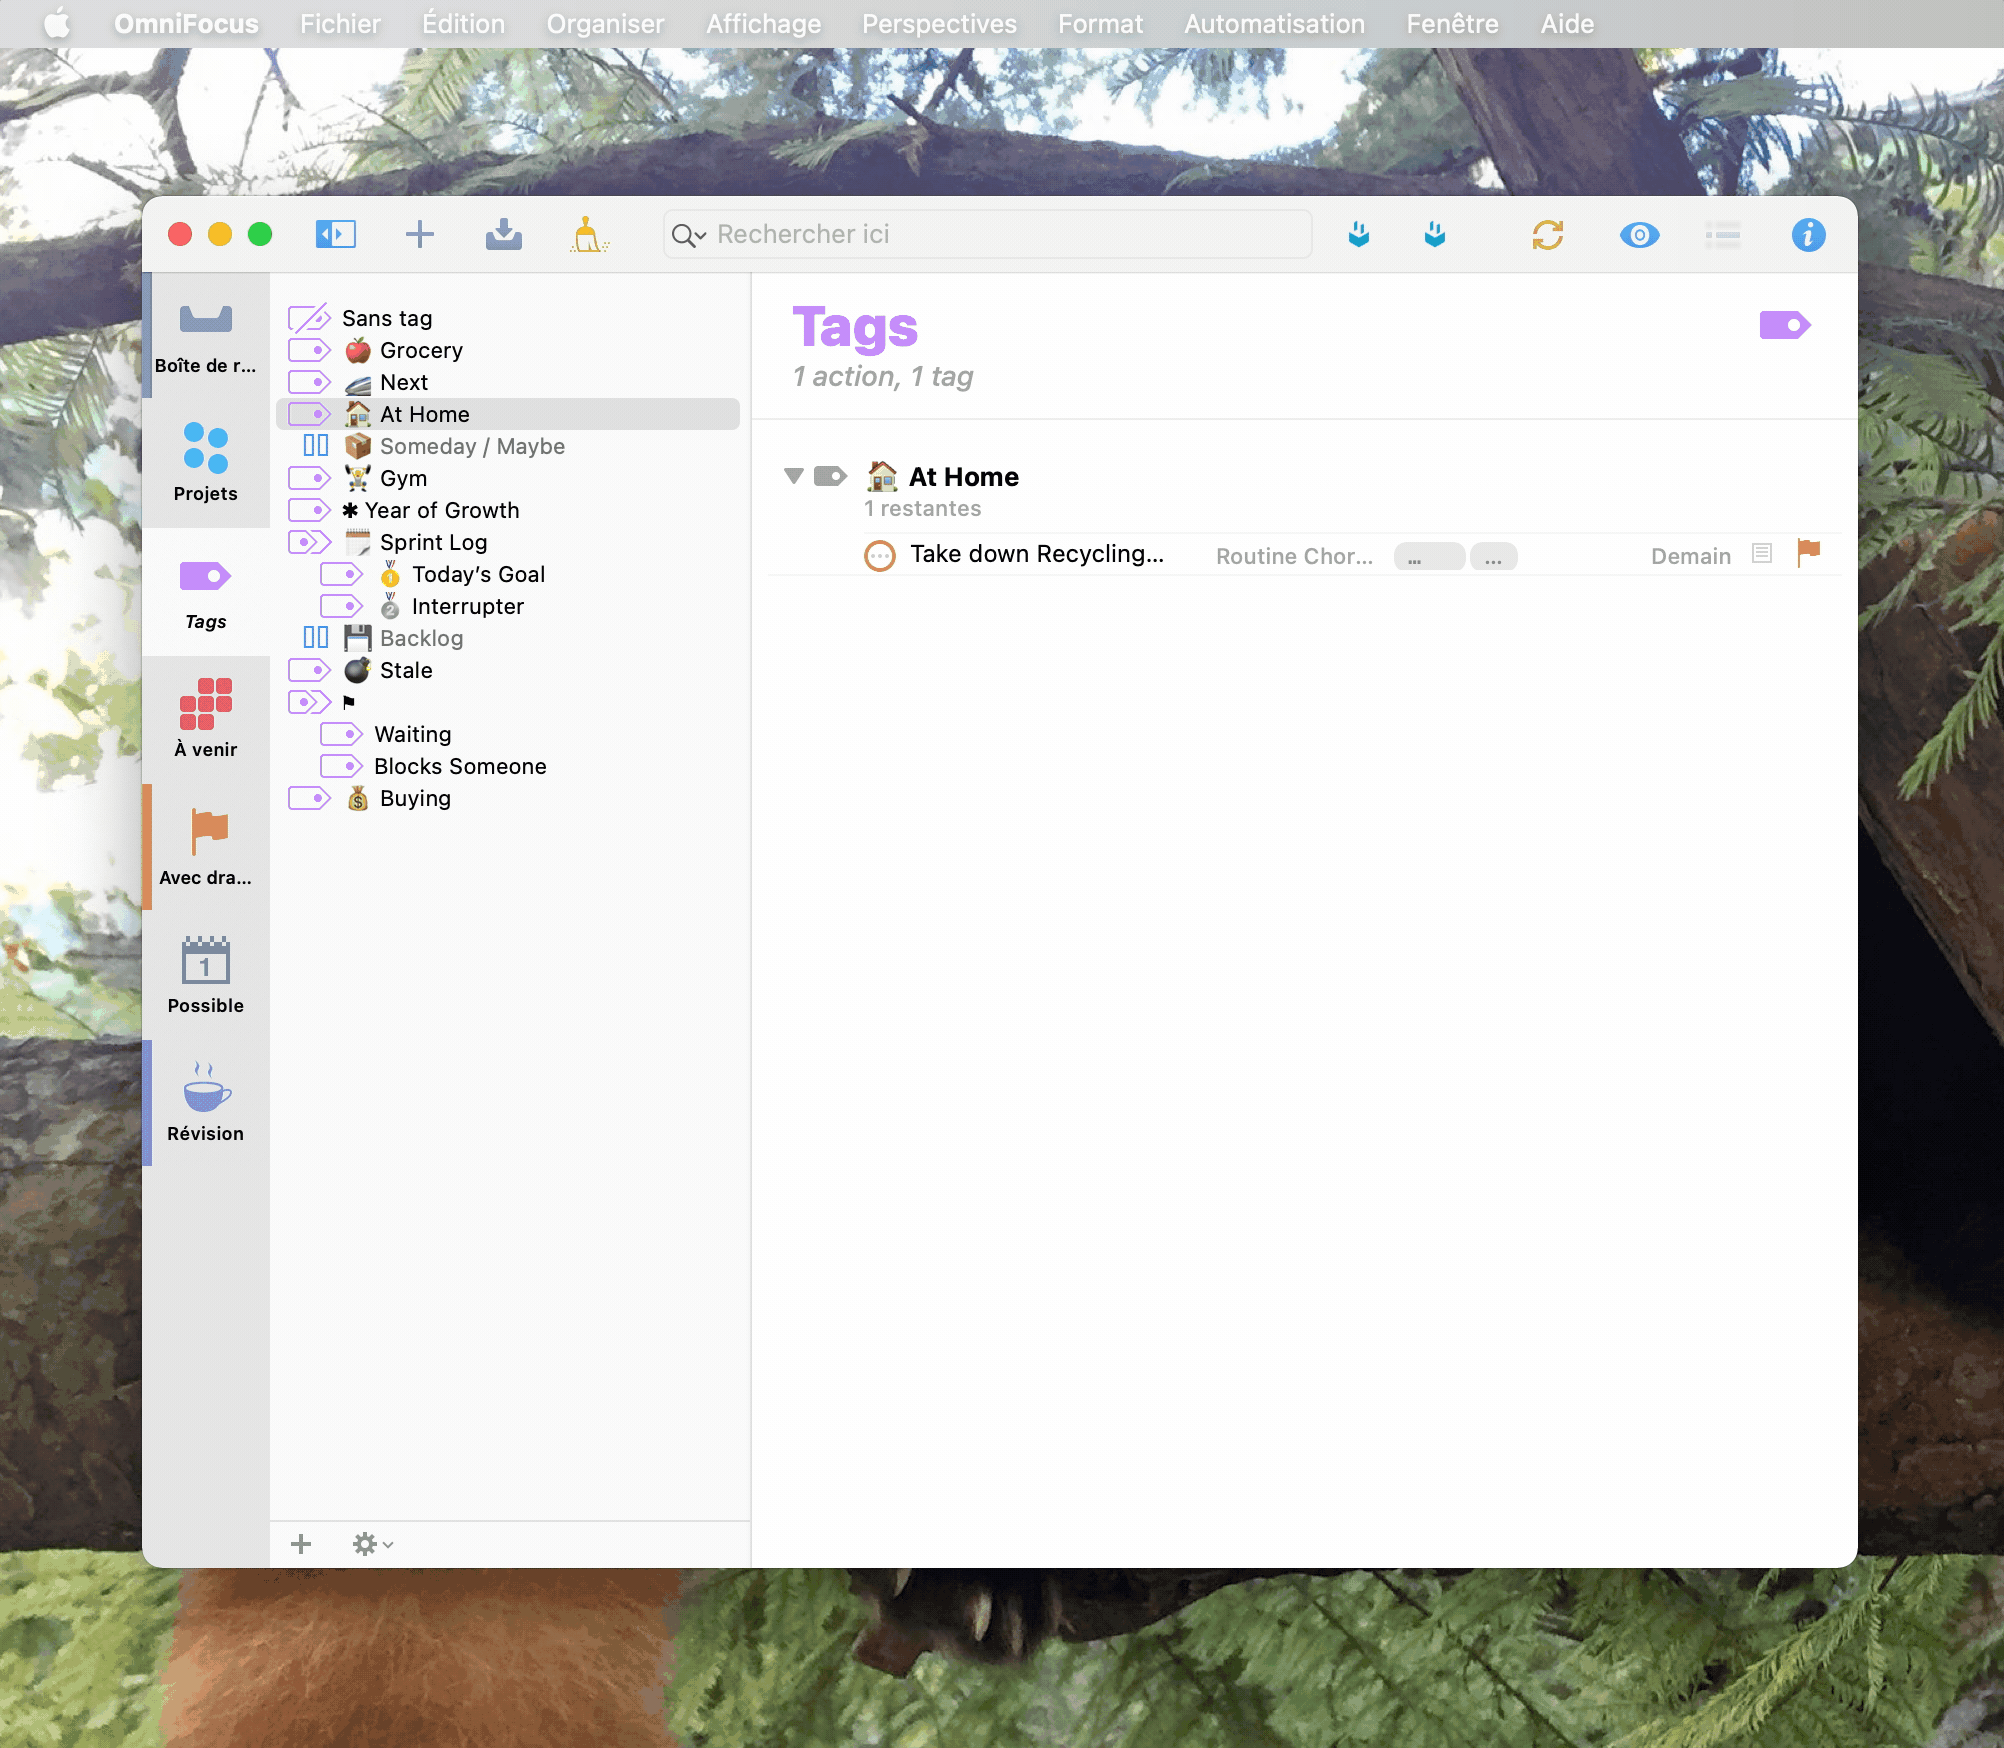 OmniFocus Fichier Édition Organiser Affichage Perspectives Format Automatisation Fenêtre Aide
Rechercher ici
Boîte de r...
Projets
Tags
À venir
Avec dra...
1
Possible
Révision
Sans tag
🍎 Grocery
🚄 Next
🏠 At Home
📦 Someday / Maybe
🏋️ Gym
✱ Year of Growth
🗓 Sprint Log
🥇 Today’s Goal
🥈 Interrupter
💾 Backlog
💣 Stale
⚑
Waiting
Blocks Someone
💰 Buying
Tags
1 action, 1 tag
🏠 At Home
1 restantes
Take down Recycling... Routine Chor... ... ... Demain